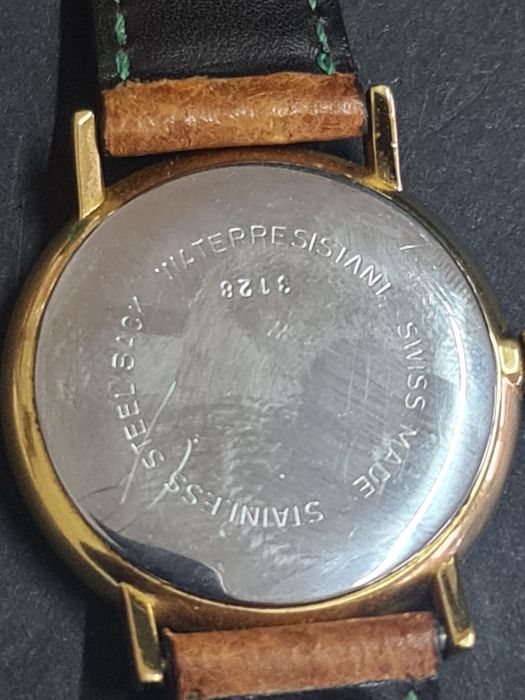 STAINLESS STEEL BACK WATERRESISTANT SWISS MADE
3128